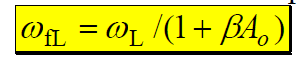 ω_fL = ω_L /(1 + βA_o)